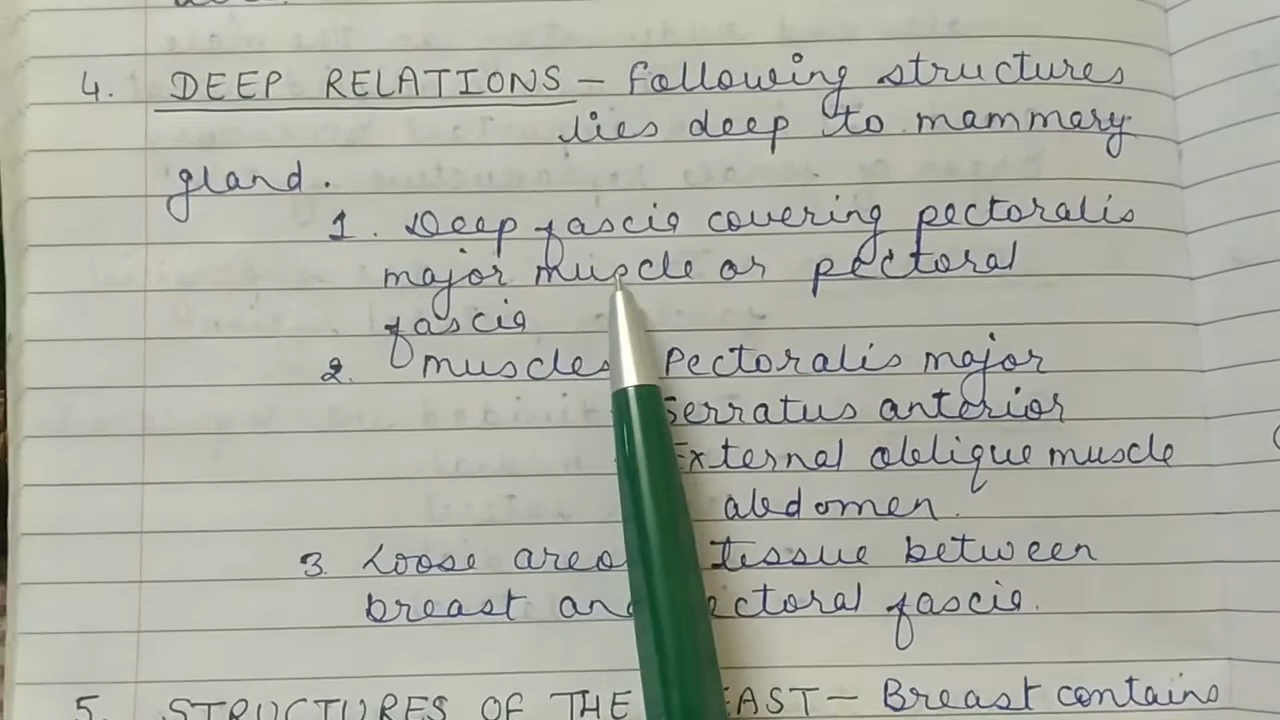 4. DEEP RELATIONS - Following structures
lies deep to mammary
gland.
1. Deep fascia covering pectoralis
major muscle or pectoral
fascia
2. muscles Pectoralis major
serratus anterior
External oblique muscle
abdomen.
3. Loose tissue between
breast fascia.
5. STRUCTURES OF THE - Breast contains